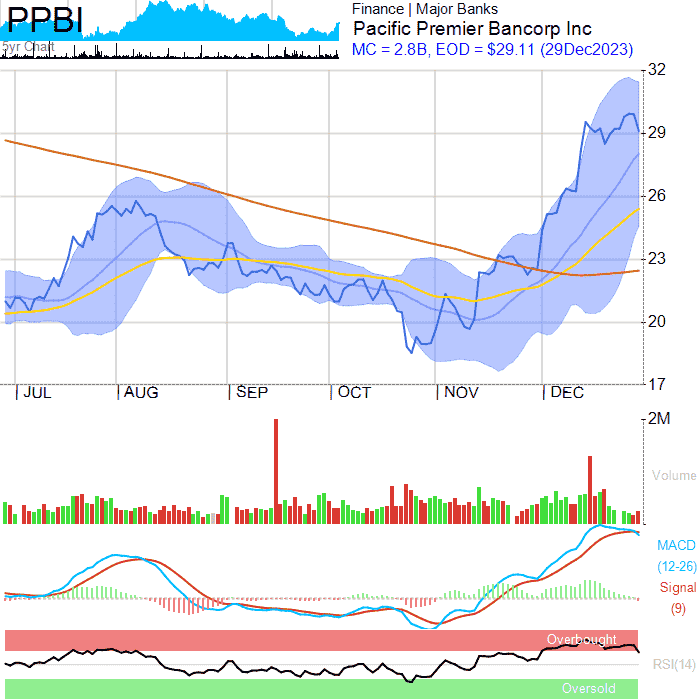 PPBI
5yr Chart
Finance | Major Banks
Pacific Premier Bancorp Inc
MC = 2.8B, EOD = $29.11 (29Dec2023)
32
29
26
23
20
17
JUL AUG SEP OCT NOV DEC
2M
Volume
MACD
(12-26)
Signal
(9)
Overbought
RSI(14)
Oversold